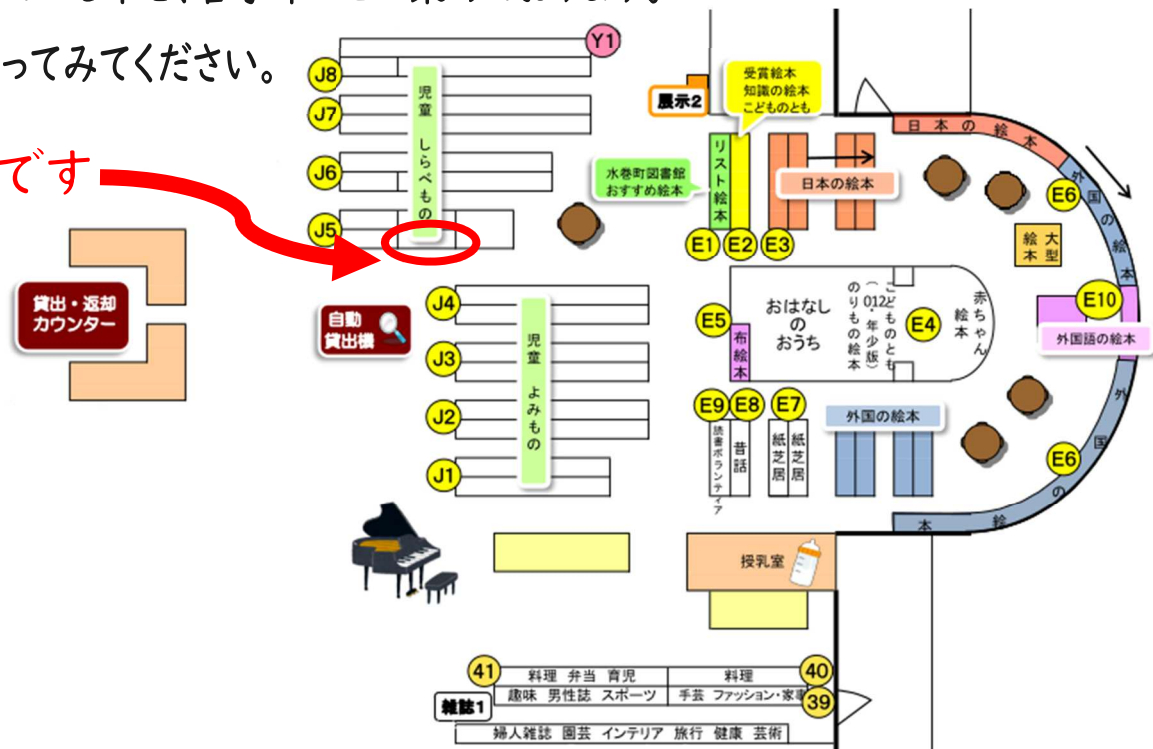 ってみてください。
です
Y1
J8
J7
J6
J5
児童 しらべもの
展示2
受賞絵本
知識の絵本
こどものとも
水巻町図書館
おすすめ絵本
リスト絵本
日本の絵本
E1
E2
E3
日本の絵本
外国の絵本
E6
大型
絵本
E10
外国語の絵本
貸出・返却
カウンター
自動
貸出機
J4
J3
J2
J1
児童 よみもの
E5
布絵本
おはなし
の
おうち
こどものとも
(012・年少版)
のりもの絵本
E4
赤ちゃん
絵本
E9
E8
E7
読書ボランティア
昔話
紙芝居
紙芝居
外国の絵本
E6
外国の絵本
授乳室
41
料理 弁当 育児
料理
40
雑誌1
趣味 男性誌 スポーツ
手芸 ファッション・家事
39
婦人雑誌 園芸 インテリア 旅行 健康 芸術